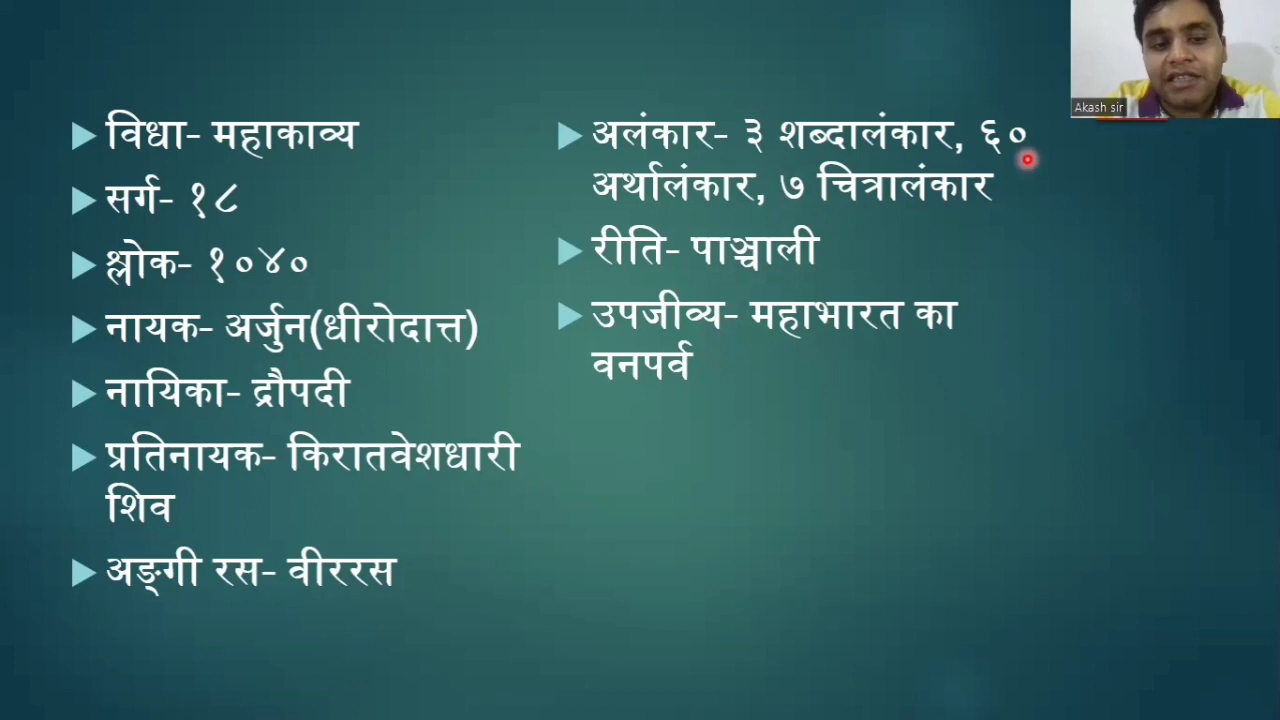 विधा- महाकाव्य
सर्ग- १८
श्लोक- १०४०
नायक- अर्जुन(धीरोदात्त)
नायिका- द्रौपदी
प्रतिनायक- किरातवेशधारी
शिव
अङ्गी रस- वीररस
अलंकार- ३ शब्दालंकार, ६०
अर्थालंकार, ७ चित्रालंकार
रीति- पाञ्चाली
उपजीव्य- महाभारत का
वनपर्व
Akash sir